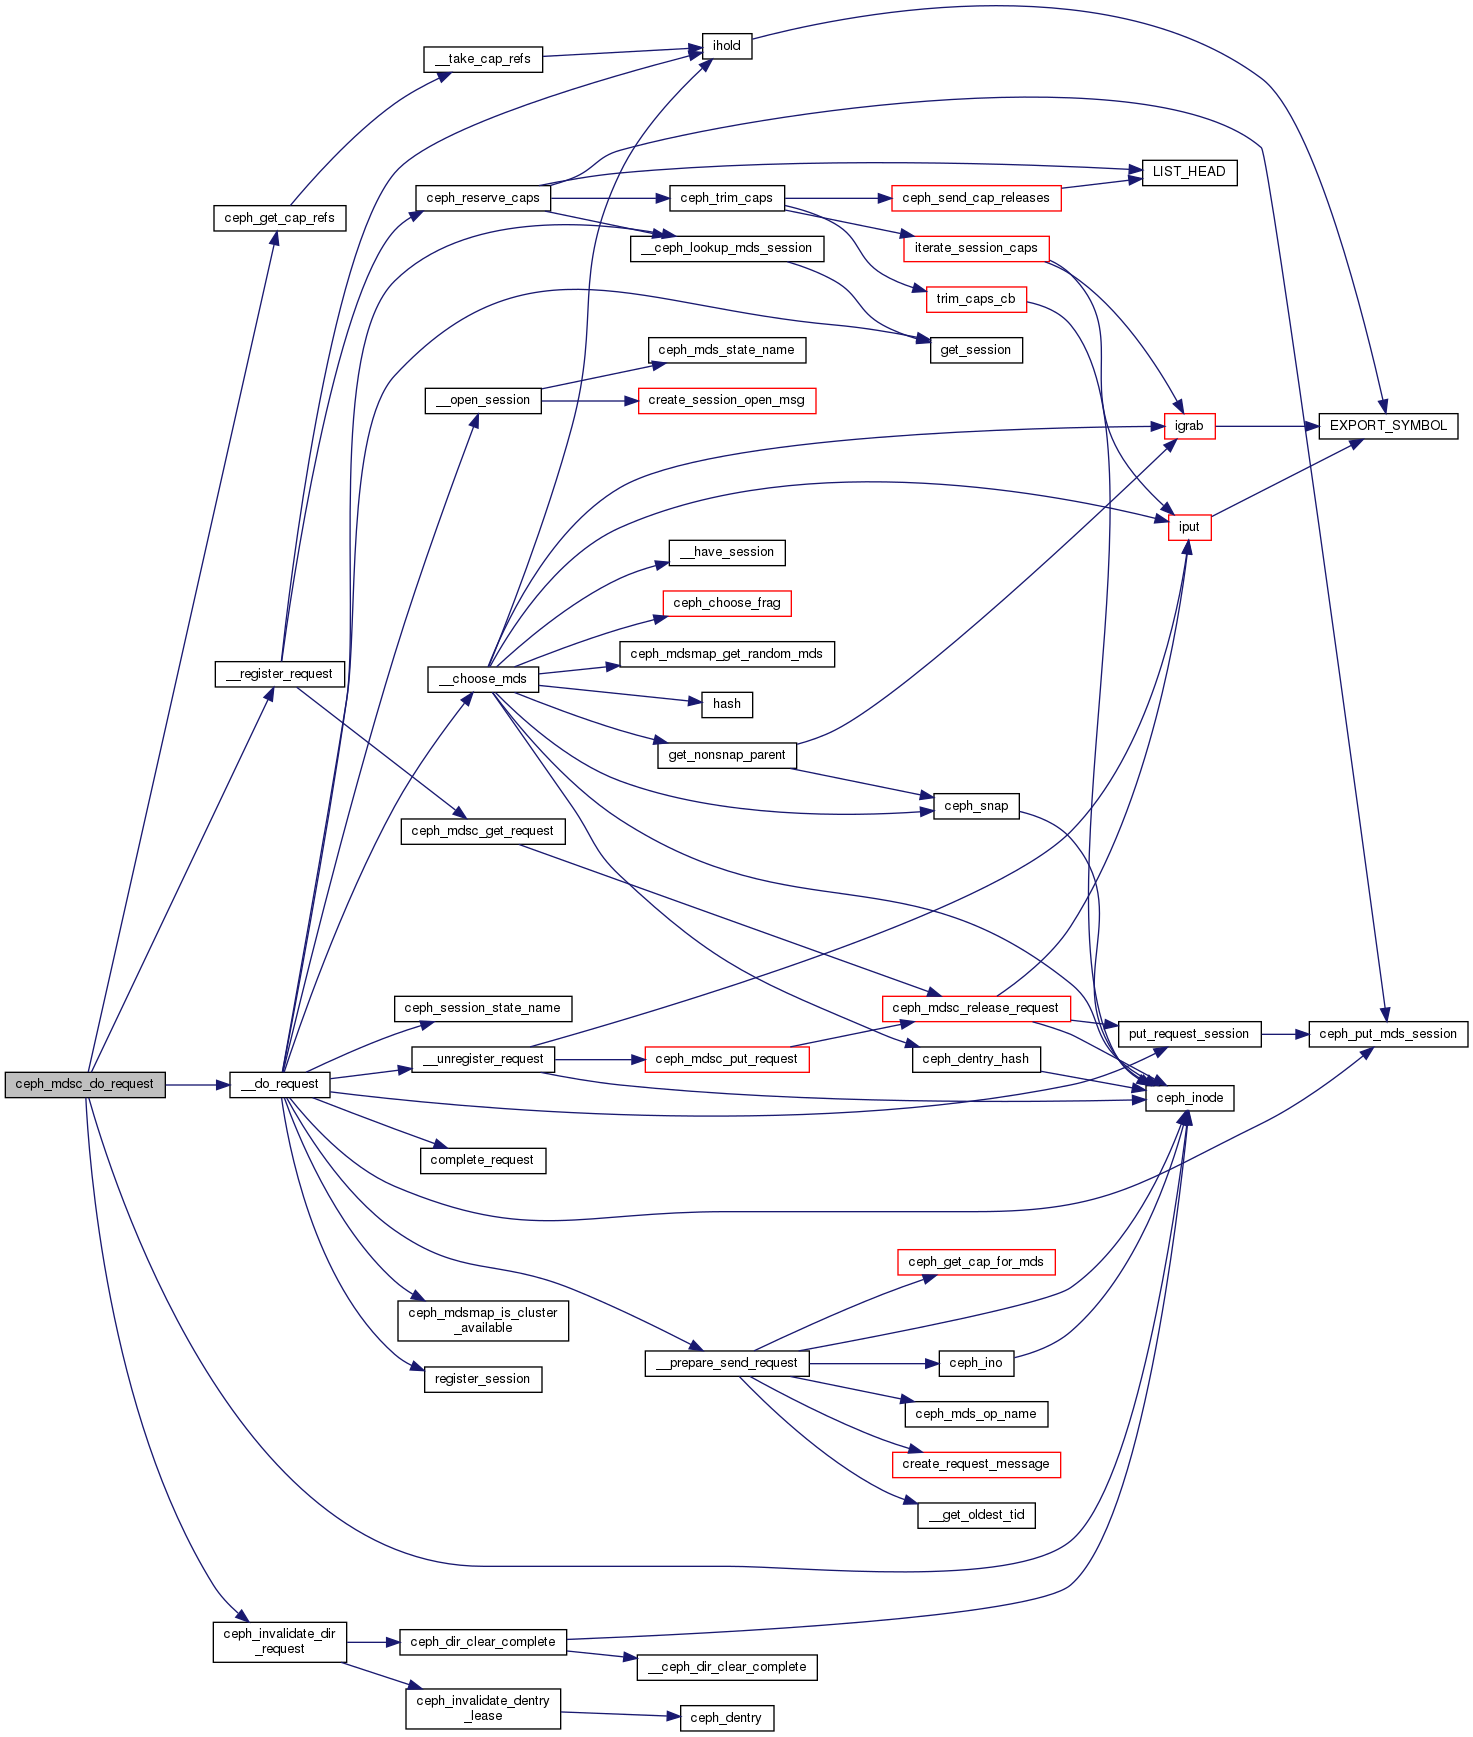 ihold
__take_cap_refs
LIST_HEAD
ceph_reserve_caps
ceph_trim_caps
ceph_send_cap_releases
ceph_get_cap_refs
__ceph_lookup_mds_session
iterate_session_caps
trim_caps_cb
ceph_mds_state_name
get_session
__open_session
create_session_open_msg
igrab
EXPORT_SYMBOL
iput
__have_session
ceph_choose_frag
ceph_mdsmap_get_random_mds
__register_request
__choose_mds
hash
get_nonsnap_parent
ceph_snap
ceph_mdsc_get_request
ceph_session_state_name
ceph_mdsc_release_request
put_request_session
ceph_put_mds_session
__unregister_request
ceph_mdsc_put_request
ceph_dentry_hash
ceph_mdsc_do_request
__do_request
ceph_inode
complete_request
ceph_get_cap_for_mds
ceph_mdsmap_is_cluster
_available
__prepare_send_request
ceph_ino
register_session
ceph_mds_op_name
create_request_message
__get_oldest_tid
ceph_invalidate_dir
_request
ceph_dir_clear_complete
__ceph_dir_clear_complete
ceph_invalidate_dentry
_lease
ceph_dentry